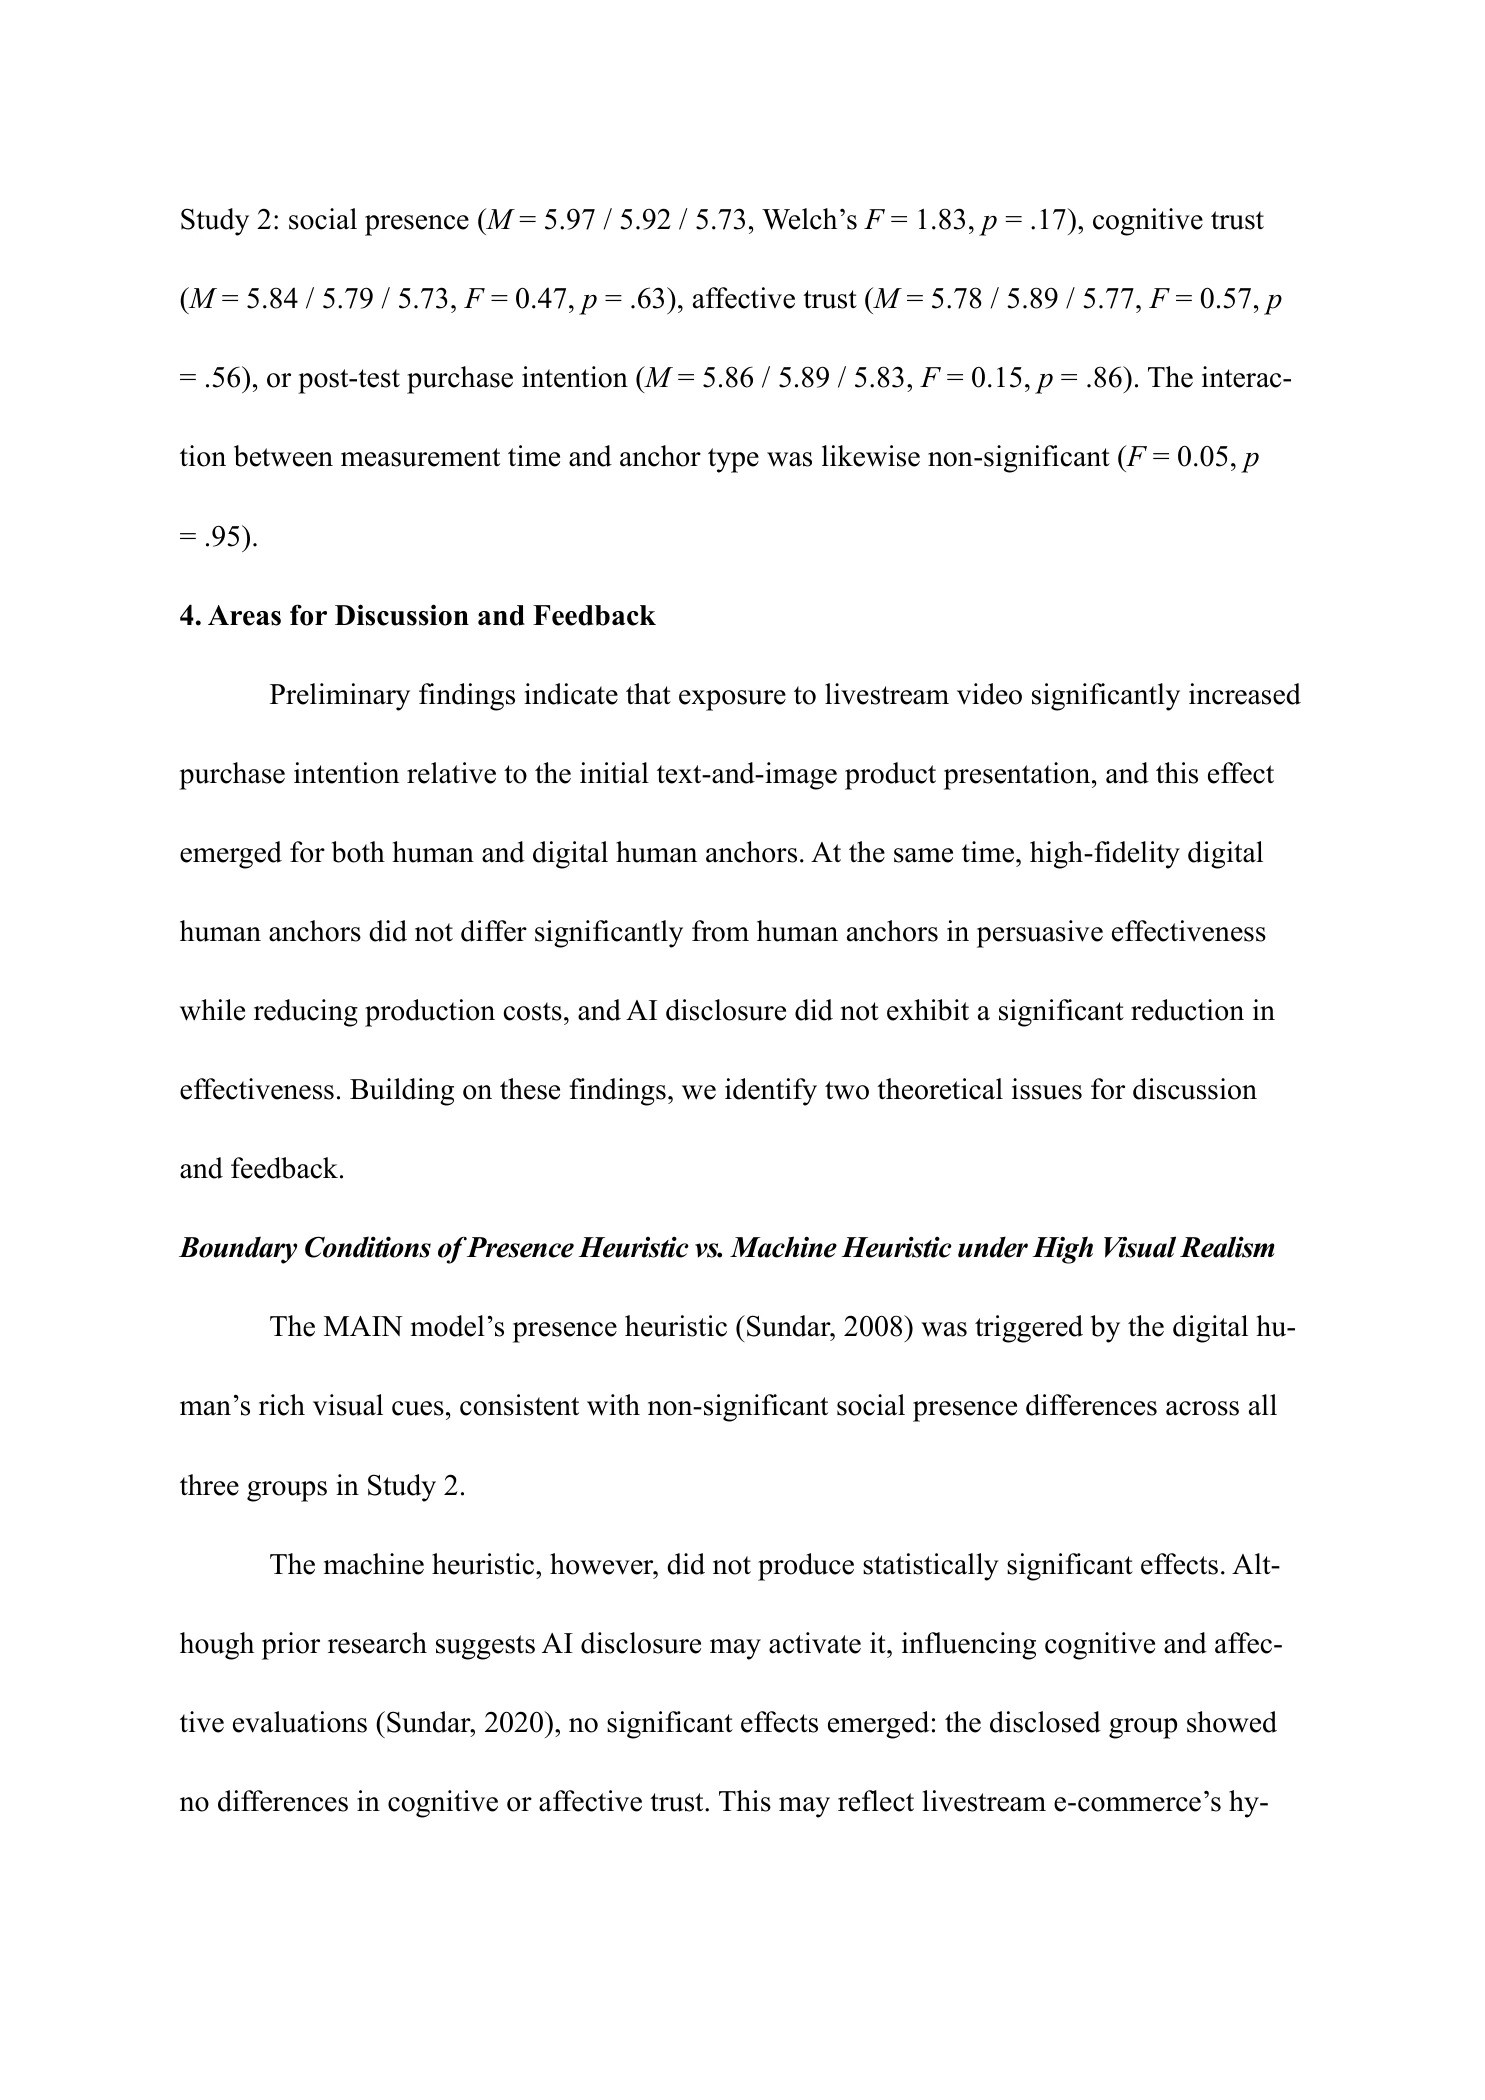 Study 2: social presence (M = 5.97 / 5.92 / 5.73, Welch’s F = 1.83, p = .17), cognitive trust
(M = 5.84 / 5.79 / 5.73, F = 0.47, p = .63), affective trust (M = 5.78 / 5.89 / 5.77, F = 0.57, p
= .56), or post-test purchase intention (M = 5.86 / 5.89 / 5.83, F = 0.15, p = .86). The interac-
tion between measurement time and anchor type was likewise non-significant (F = 0.05, p
= .95).
4. Areas for Discussion and Feedback
Preliminary findings indicate that exposure to livestream video significantly increased
purchase intention relative to the initial text-and-image product presentation, and this effect
emerged for both human and digital human anchors. At the same time, high-fidelity digital
human anchors did not differ significantly from human anchors in persuasive effectiveness
while reducing production costs, and AI disclosure did not exhibit a significant reduction in
effectiveness. Building on these findings, we identify two theoretical issues for discussion
and feedback.
Boundary Conditions of Presence Heuristic vs. Machine Heuristic under High Visual Realism
The MAIN model’s presence heuristic (Sundar, 2008) was triggered by the digital hu-
man’s rich visual cues, consistent with non-significant social presence differences across all
three groups in Study 2.
The machine heuristic, however, did not produce statistically significant effects. Alt-
hough prior research suggests AI disclosure may activate it, influencing cognitive and affec-
tive evaluations (Sundar, 2020), no significant effects emerged: the disclosed group showed
no differences in cognitive or affective trust. This may reflect livestream e-commerce’s hy-